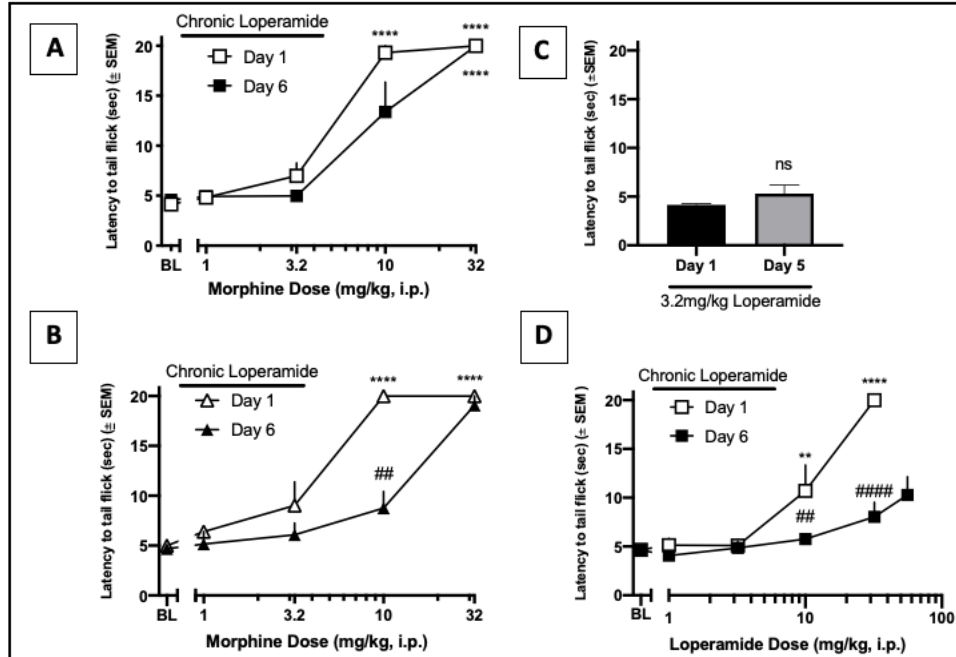 A
Chronic Loperamide
Day 1
Day 6
Latency to tail flick (sec) (± SEM)
20
15
10
5
0
****
****
****
BL
1
3.2
10
32
Morphine Dose (mg/kg, i.p.)
C
Latency to tail flick (sec) (±SEM)
20
15
10
5
0
ns
Day 1
Day 5
3.2mg/kg Loperamide
B
Chronic Loperamide
Day 1
Day 6
Latency to tail flick (sec) (± SEM)
20
15
10
5
0
****
****
##
BL
1
3.2
10
32
Morphine Dose (mg/kg, i.p.)
D
Chronic Loperamide
Day 1
Day 6
Latency to tail flick (sec) (± SEM)
20
15
10
5
0
****
**
##
####
BL
1
10
100
Loperamide Dose (mg/kg, i.p.)